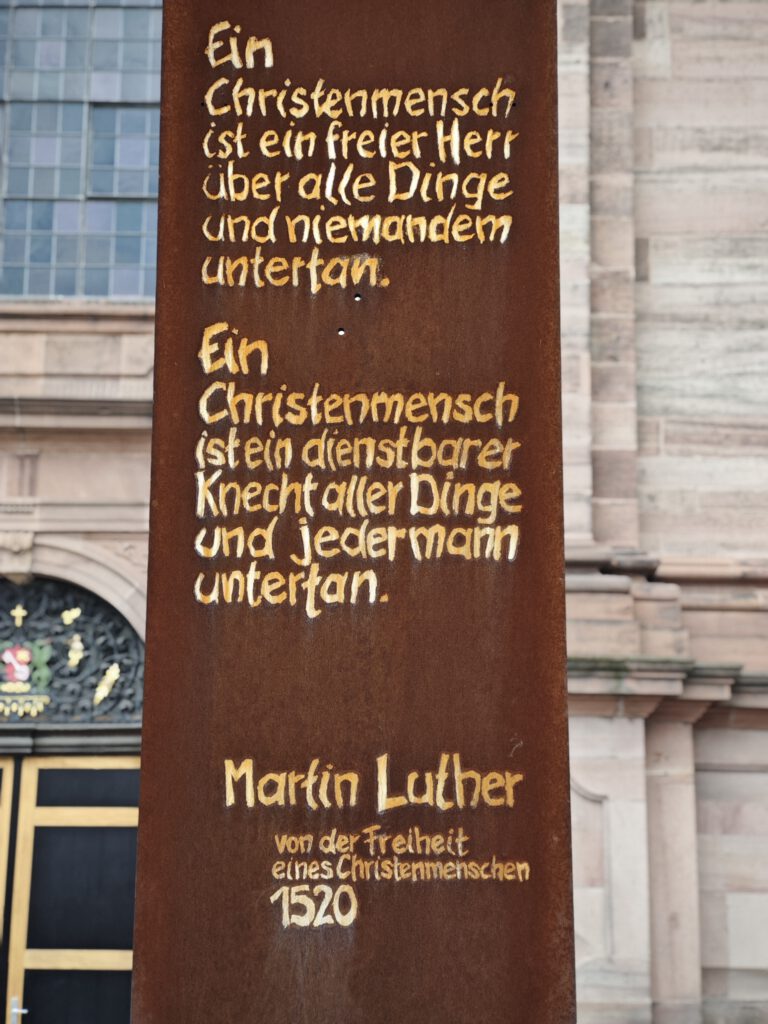 Ein
Christenmensch
ist ein freier Herr
über alle Dinge
und niemandem
untertan.
Ein
Christenmensch
ist ein dienstbarer
Knecht aller Dinge
und jedermann
untertan.
Martin Luther
von der Freiheit
eines Christenmenschen
1520